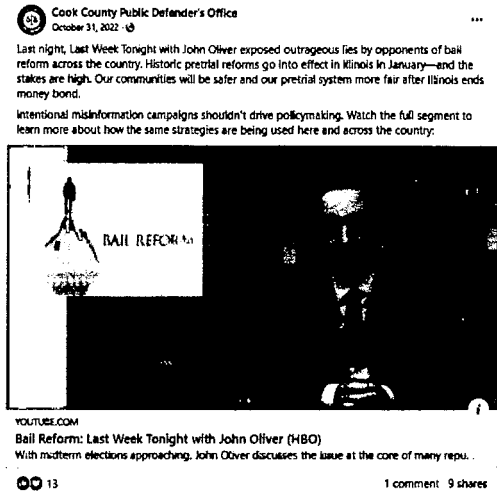 Cook County Public Defender's Office
October 31, 2022 ·
Last night, Last Week Tonight with John Oliver exposed outrageous lies by opponents of bail
reform across the country. Historic pretrial reforms go into effect in Illinois in January—and the
stakes are high. Our communities will be safer and our pretrial system more fair after Illinois ends
money bond.
Intentional misinformation campaigns shouldn't drive policymaking. Watch the full segment to
learn more about how the same strategies are being used here and across the country:
BAIL REFORM
YOUTUBE.COM
Bail Reform: Last Week Tonight with John Oliver (HBO)
With midterm elections approaching, John Oliver discusses the issue at the core of many repu...
13
1 comment 9 shares